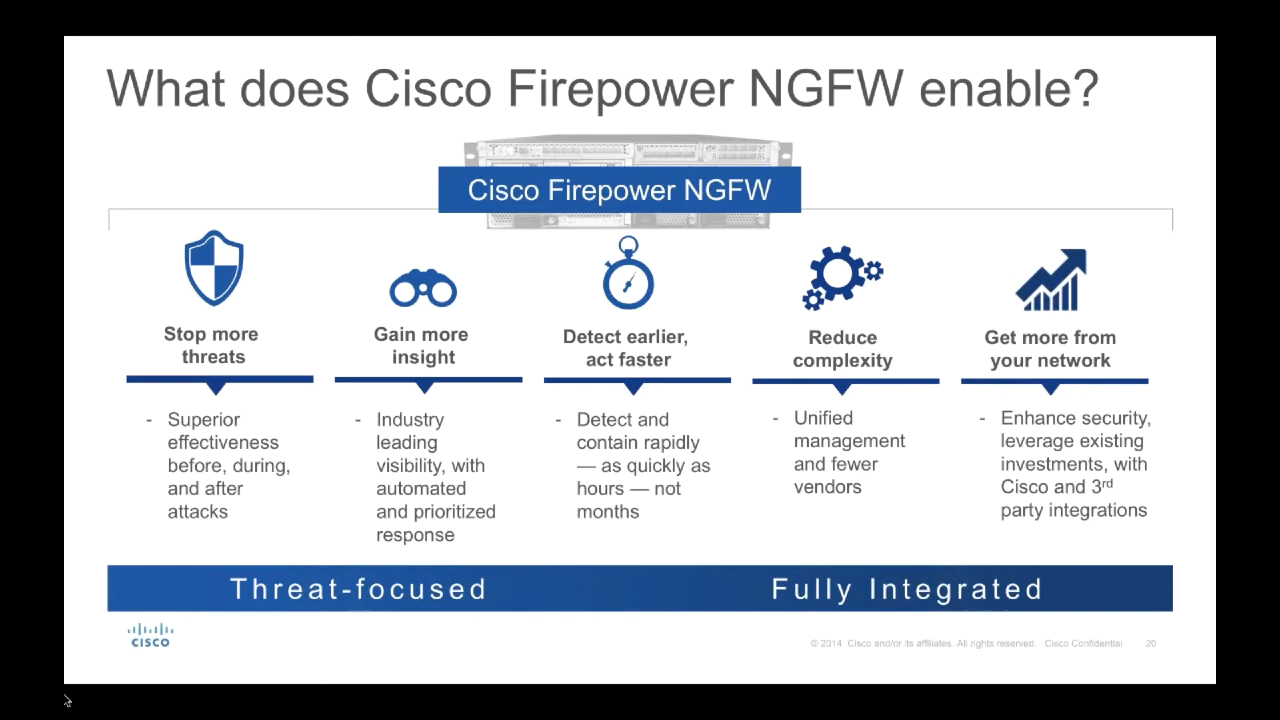 What does Cisco Firepower NGFW enable?
Cisco Firepower NGFW
Stop more
threats
- Superior
effectiveness
before, during,
and after
attacks
Gain more
insight
- Industry
leading
visibility, with
automated
and prioritized
response
Detect earlier,
act faster
- Detect and
contain rapidly
— as quickly as
hours — not
months
Reduce
complexity
- Unified
management
and fewer
vendors
Get more from
your network
- Enhance security,
leverage existing
investments, with
Cisco and 3rd
party integrations
Threat-focused
Fully Integrated
CISCO
© 2014 Cisco and/or its affiliates. All rights reserved. Cisco Confidential 20